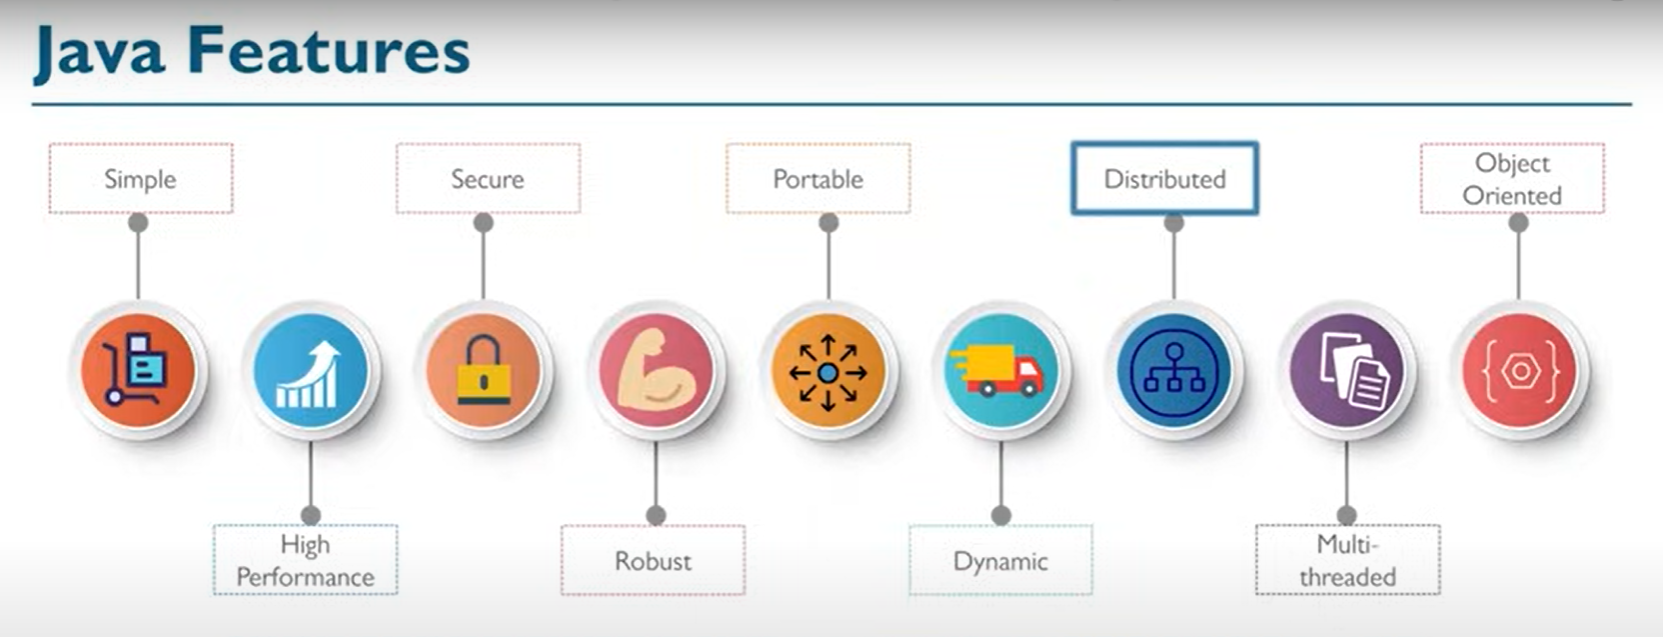 Java Features
Simple
Secure
Portable
Distributed
Object
Oriented
High
Performance
Robust
Dynamic
Multi-
threaded